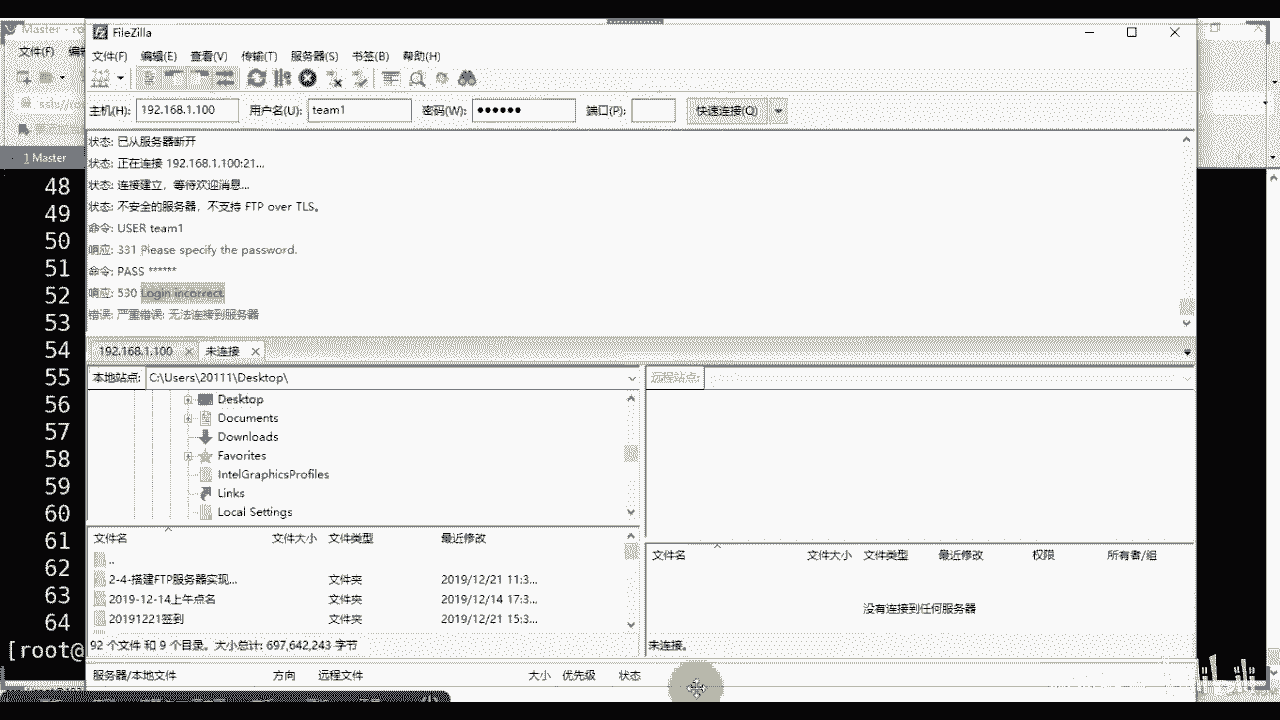 Master - ro
FileZilla
文件(F) 编辑
文件(F) 编辑(E) 查看(V) 传输(T) 服务器(S) 书签(B) 帮助(H)
主机(H): 192.168.1.100 用户名(U): team1 密码(W): ●●●●●● 端口(P): 快速连接(Q)
1 Master
状态: 已从服务器断开
状态: 正在连接 192.168.1.100:21...
状态: 连接建立，等待欢迎消息...
状态: 不安全的服务器，不支持 FTP over TLS。
命令: USER team1
响应: 331 Please specify the password.
命令: PASS ******
响应: 530 Login incorrect.
错误: 严重错误: 无法连接到服务器
192.168.1.100 未连接
本地站点: C:\Users\20111\Desktop\
远程站点:
Desktop
Documents
Downloads
Favorites
IntelGraphicsProfiles
Links
Local Settings
文件名 文件大小 文件类型 最近修改
..
2-4-搭建FTP服务器实现... 文件夹 2019/12/21 11:3...
2019-12-14上午点名 文件夹 2019/12/14 17:3...
20191221签到 文件夹 2019/12/21 15:3...
92 个文件 和 9 个目录。大小总计: 697,642,243 字节
文件名 文件大小 文件类型 最近修改 权限 所有者/组
没有连接到任何服务器
未连接。
服务器/本地文件 方向 远程文件 大小 优先级 状态
48
49
50
51
52
53
54
55
56
57
58
59
60
61
62
63
64
[root@